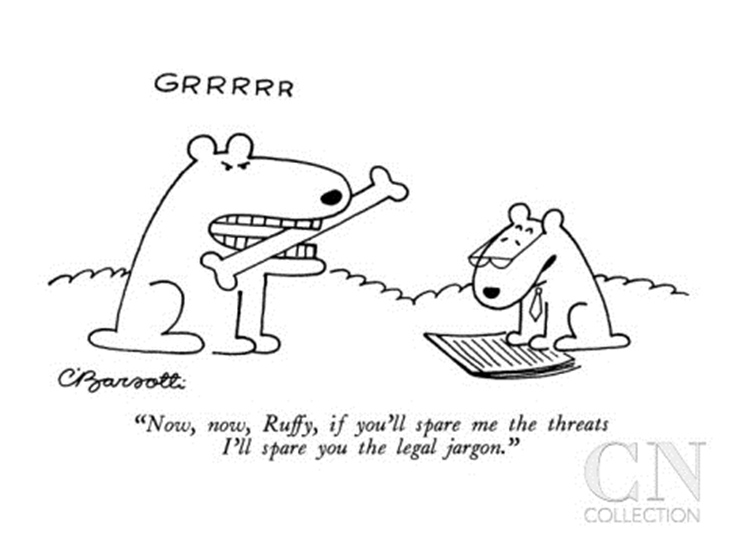 GRRRRR
C.Barsotti
“Now, now, Ruffy, if you’ll spare me the threats
I’ll spare you the legal jargon.”
CN
COLLECTION